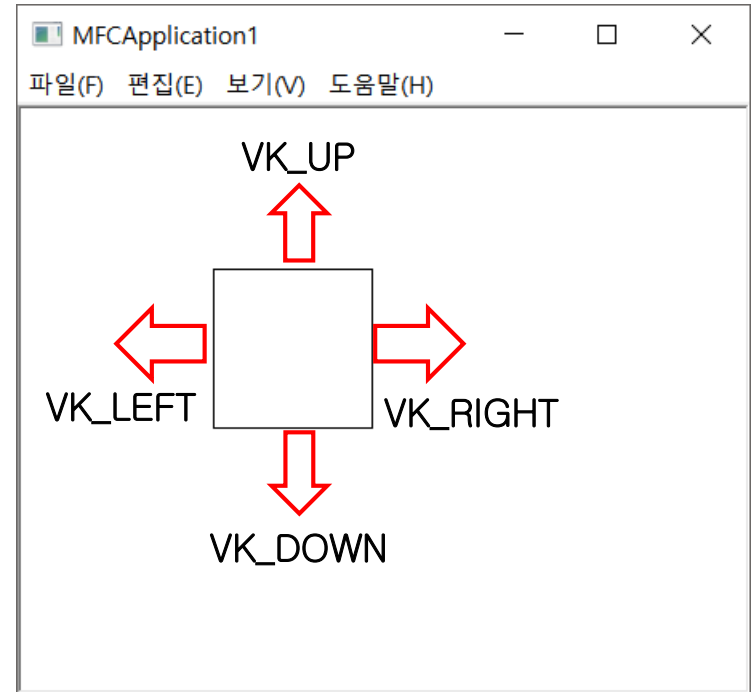 MFCApplication1
파일(F) 편집(E) 보기(V) 도움말(H)
VK_UP
VK_LEFT
VK_RIGHT
VK_DOWN